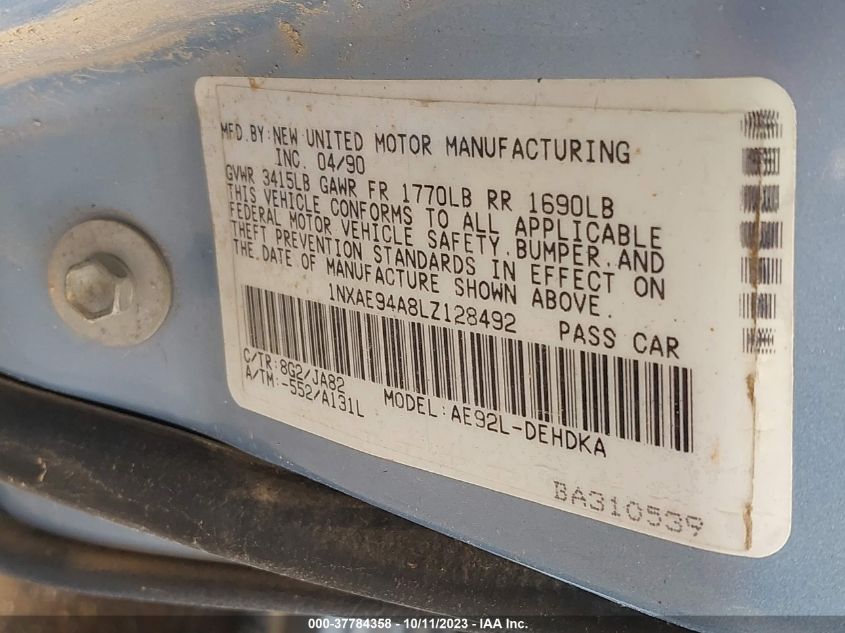 MFD.BY:NEW UNITED MOTOR MANUFACTURING
INC. 04/90
GVWR 3415LB GAWR FR 1770LB RR 1690LB
THIS VEHICLE CONFORMS TO ALL APPLICABLE
FEDERAL MOTOR VEHICLE SAFETY.BUMPER.AND
THEFT PREVENTION STANDARDS IN EFFECT ON
THE.DATE OF MANUFACTURE SHOWN ABOVE.
1NXAE94A8LZ128492 PASS CAR
C/TR:8G2/JA82
A/TM:-552/A131L
MODEL:AE92L-DEHDKA
BA310539
000-37784358 - 10/11/2023 - IAA Inc.